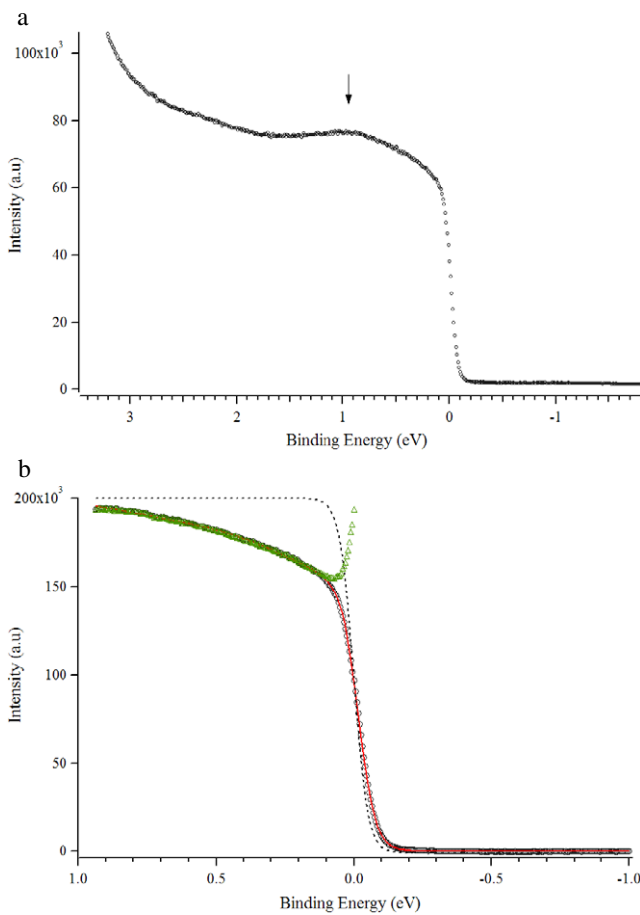 a
100x10³
80
60
40
20
0
Intensity (a.u)
3
2
1
0
-1
Binding Energy (eV)
b
200x10³
150
100
50
0
Intensity (a.u)
1.0
0.5
0.0
-0.5
-1.0
Binding Energy (eV)